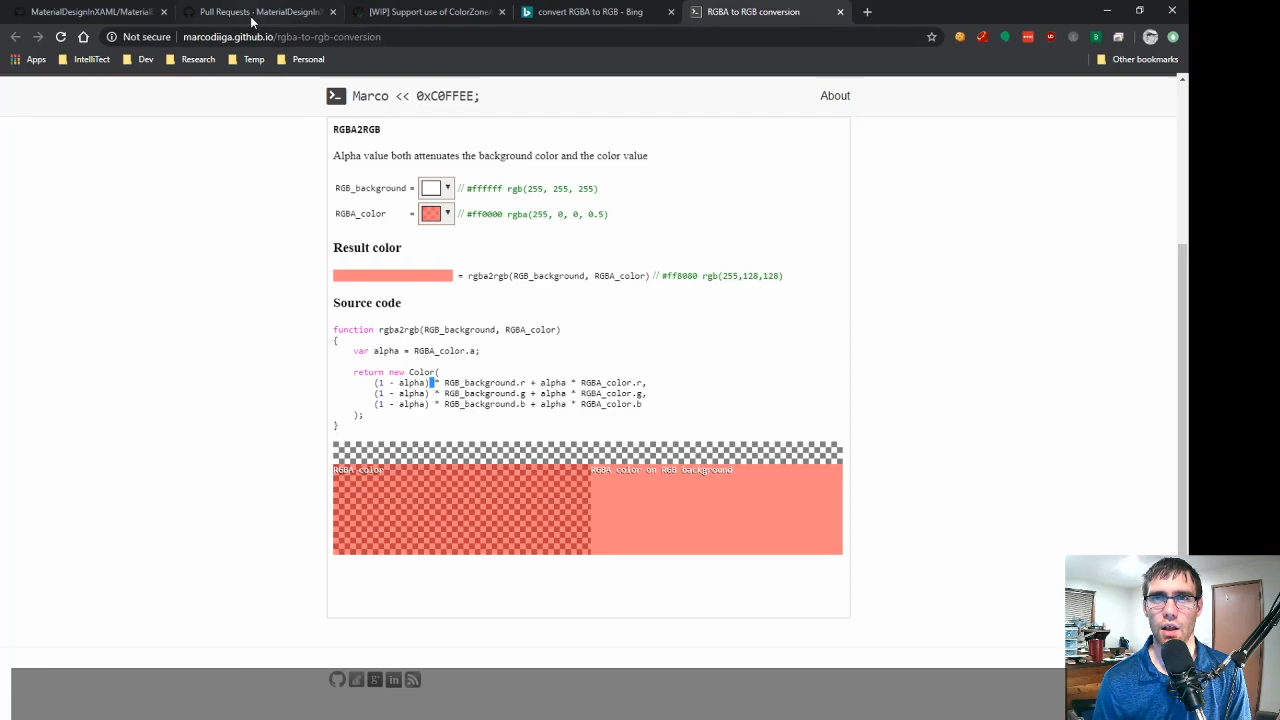 MaterialDesignInXAML/MaterialD
Pull Requests · MaterialDesignInX
[WIP] Support use of ColorZoneA
convert RGBA to RGB - Bing
RGBA to RGB conversion
Not secure
marcodiiga.github.io/rgba-to-rgb-conversion
Apps
IntelliTect
Dev
Research
Temp
Personal
Other bookmarks
Marco << 0xC0FFEE;
About
RGBA2RGB
Alpha value both attenuates the background color and the color value
RGB_background = // #ffffff rgb(255, 255, 255)
RGBA_color = // #ff0000 rgba(255, 0, 0, 0.5)
Result color
= rgba2rgb(RGB_background, RGBA_color) // #ff8080 rgb(255,128,128)
Source code
function rgba2rgb(RGB_background, RGBA_color)
{
var alpha = RGBA_color.a;
return new Color(
(1 - alpha) * RGB_background.r + alpha * RGBA_color.r,
(1 - alpha) * RGB_background.g + alpha * RGBA_color.g,
(1 - alpha) * RGB_background.b + alpha * RGBA_color.b
);
}
RGBA color
RGBA color on RGB background